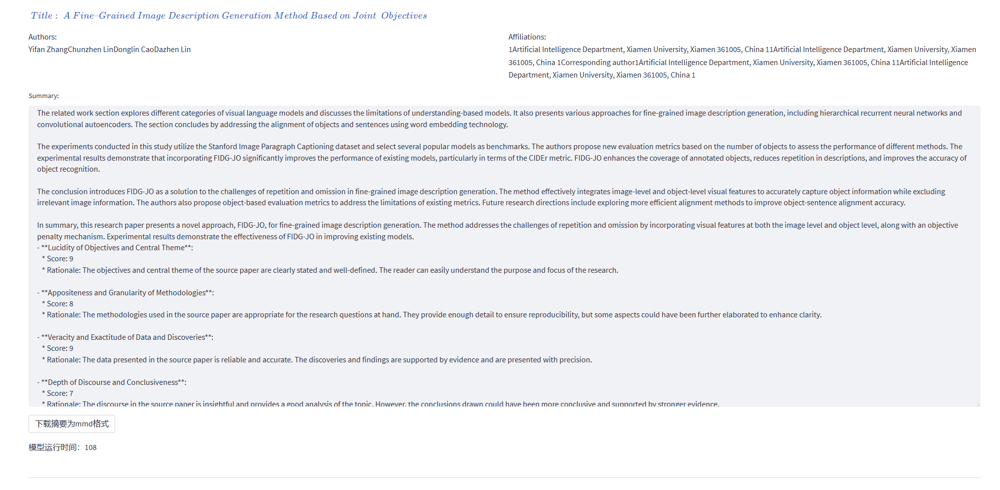 Title : A Fine–Grained Image Description Generation Method Based on Joint Objectives
Authors:
Yifan ZhangChunzhen LinDonglin CaoDazhen Lin
Affiliations:
1Artificial Intelligence Department, Xiamen University, Xiamen 361005, China 11Artificial Intelligence Department, Xiamen University, Xiamen
361005, China 1Corresponding author1Artificial Intelligence Department, Xiamen University, Xiamen 361005, China 11Artificial Intelligence
Department, Xiamen University, Xiamen 361005, China 1
Summary:
The related work section explores different categories of visual language models and discusses the limitations of understanding-based models. It also presents various approaches for fine-grained image description generation, including hierarchical recurrent neural networks and
convolutional autoencoders. The section concludes by addressing the alignment of objects and sentences using word embedding technology.
The experiments conducted in this study utilize the Stanford Image Paragraph Captioning dataset and select several popular models as benchmarks. The authors propose new evaluation metrics based on the number of objects to assess the performance of different methods. The
experimental results demonstrate that incorporating FIDG-JO significantly improves the performance of existing models, particularly in terms of the CIDEr metric. FIDG-JO enhances the coverage of annotated objects, reduces repetition in descriptions, and improves the accuracy of
object recognition.
The conclusion introduces FIDG-JO as a solution to the challenges of repetition and omission in fine-grained image description generation. The method effectively integrates image-level and object-level visual features to accurately capture object information while excluding
irrelevant image information. The authors also propose object-based evaluation metrics to address the limitations of existing metrics. Future research directions include exploring more efficient alignment methods to improve object-sentence alignment accuracy.
In summary, this research paper presents a novel approach, FIDG-JO, for fine-grained image description generation. The method addresses the challenges of repetition and omission by incorporating visual features at both the image level and object level, along with an objective
penalty mechanism. Experimental results demonstrate the effectiveness of FIDG-JO in improving existing models.
- **Lucidity of Objectives and Central Theme**:
* Score: 9
* Rationale: The objectives and central theme of the source paper are clearly stated and well-defined. The reader can easily understand the purpose and focus of the research.
- **Appositeness and Granularity of Methodologies**:
* Score: 8
* Rationale: The methodologies used in the source paper are appropriate for the research questions at hand. They provide enough detail to ensure reproducibility, but some aspects could have been further elaborated to enhance clarity.
- **Veracity and Exactitude of Data and Discoveries**:
* Score: 9
* Rationale: The data presented in the source paper is reliable and accurate. The discoveries and findings are supported by evidence and are presented with precision.
- **Depth of Discourse and Conclusiveness**:
* Score: 7
* Rationale: The discourse in the source paper is insightful and provides a good analysis of the topic. However, the conclusions drawn could have been more conclusive and supported by stronger evidence.
下载摘要为mmd格式
模型运行时间：108